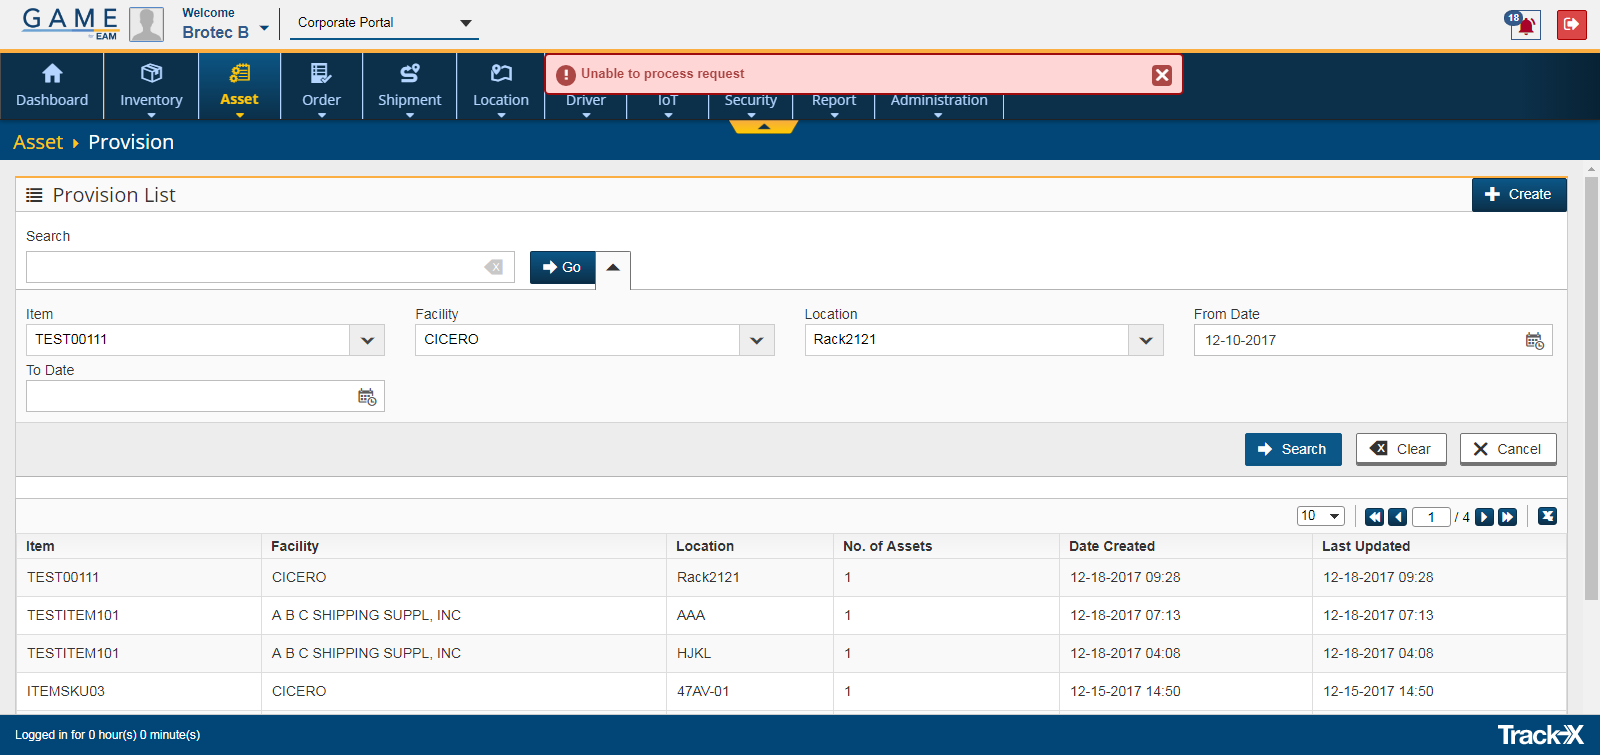 GAME
EAM
Welcome
Brotec B
Corporate Portal
18
Unable to process request
Dashboard Inventory Asset Order Shipment Location Driver IoT Security Report Administration
Asset Provision
Provision List
Create
Search
Go
Item Facility Location From Date
TEST00111 CICERO Rack2121 12-10-2017
To Date
Search Clear Cancel
10 1 / 4
Item Facility Location No. of Assets Date Created Last Updated
TEST00111 CICERO Rack2121 1 12-18-2017 09:28 12-18-2017 09:28
TESTITEM101 A B C SHIPPING SUPPL, INC AAA 1 12-18-2017 07:13 12-18-2017 07:13
TESTITEM101 A B C SHIPPING SUPPL, INC HJKL 1 12-18-2017 04:08 12-18-2017 04:08
ITEMSKU03 CICERO 47AV-01 1 12-15-2017 14:50 12-15-2017 14:50
Logged in for 0 hour(s) 0 minute(s)
Track-X